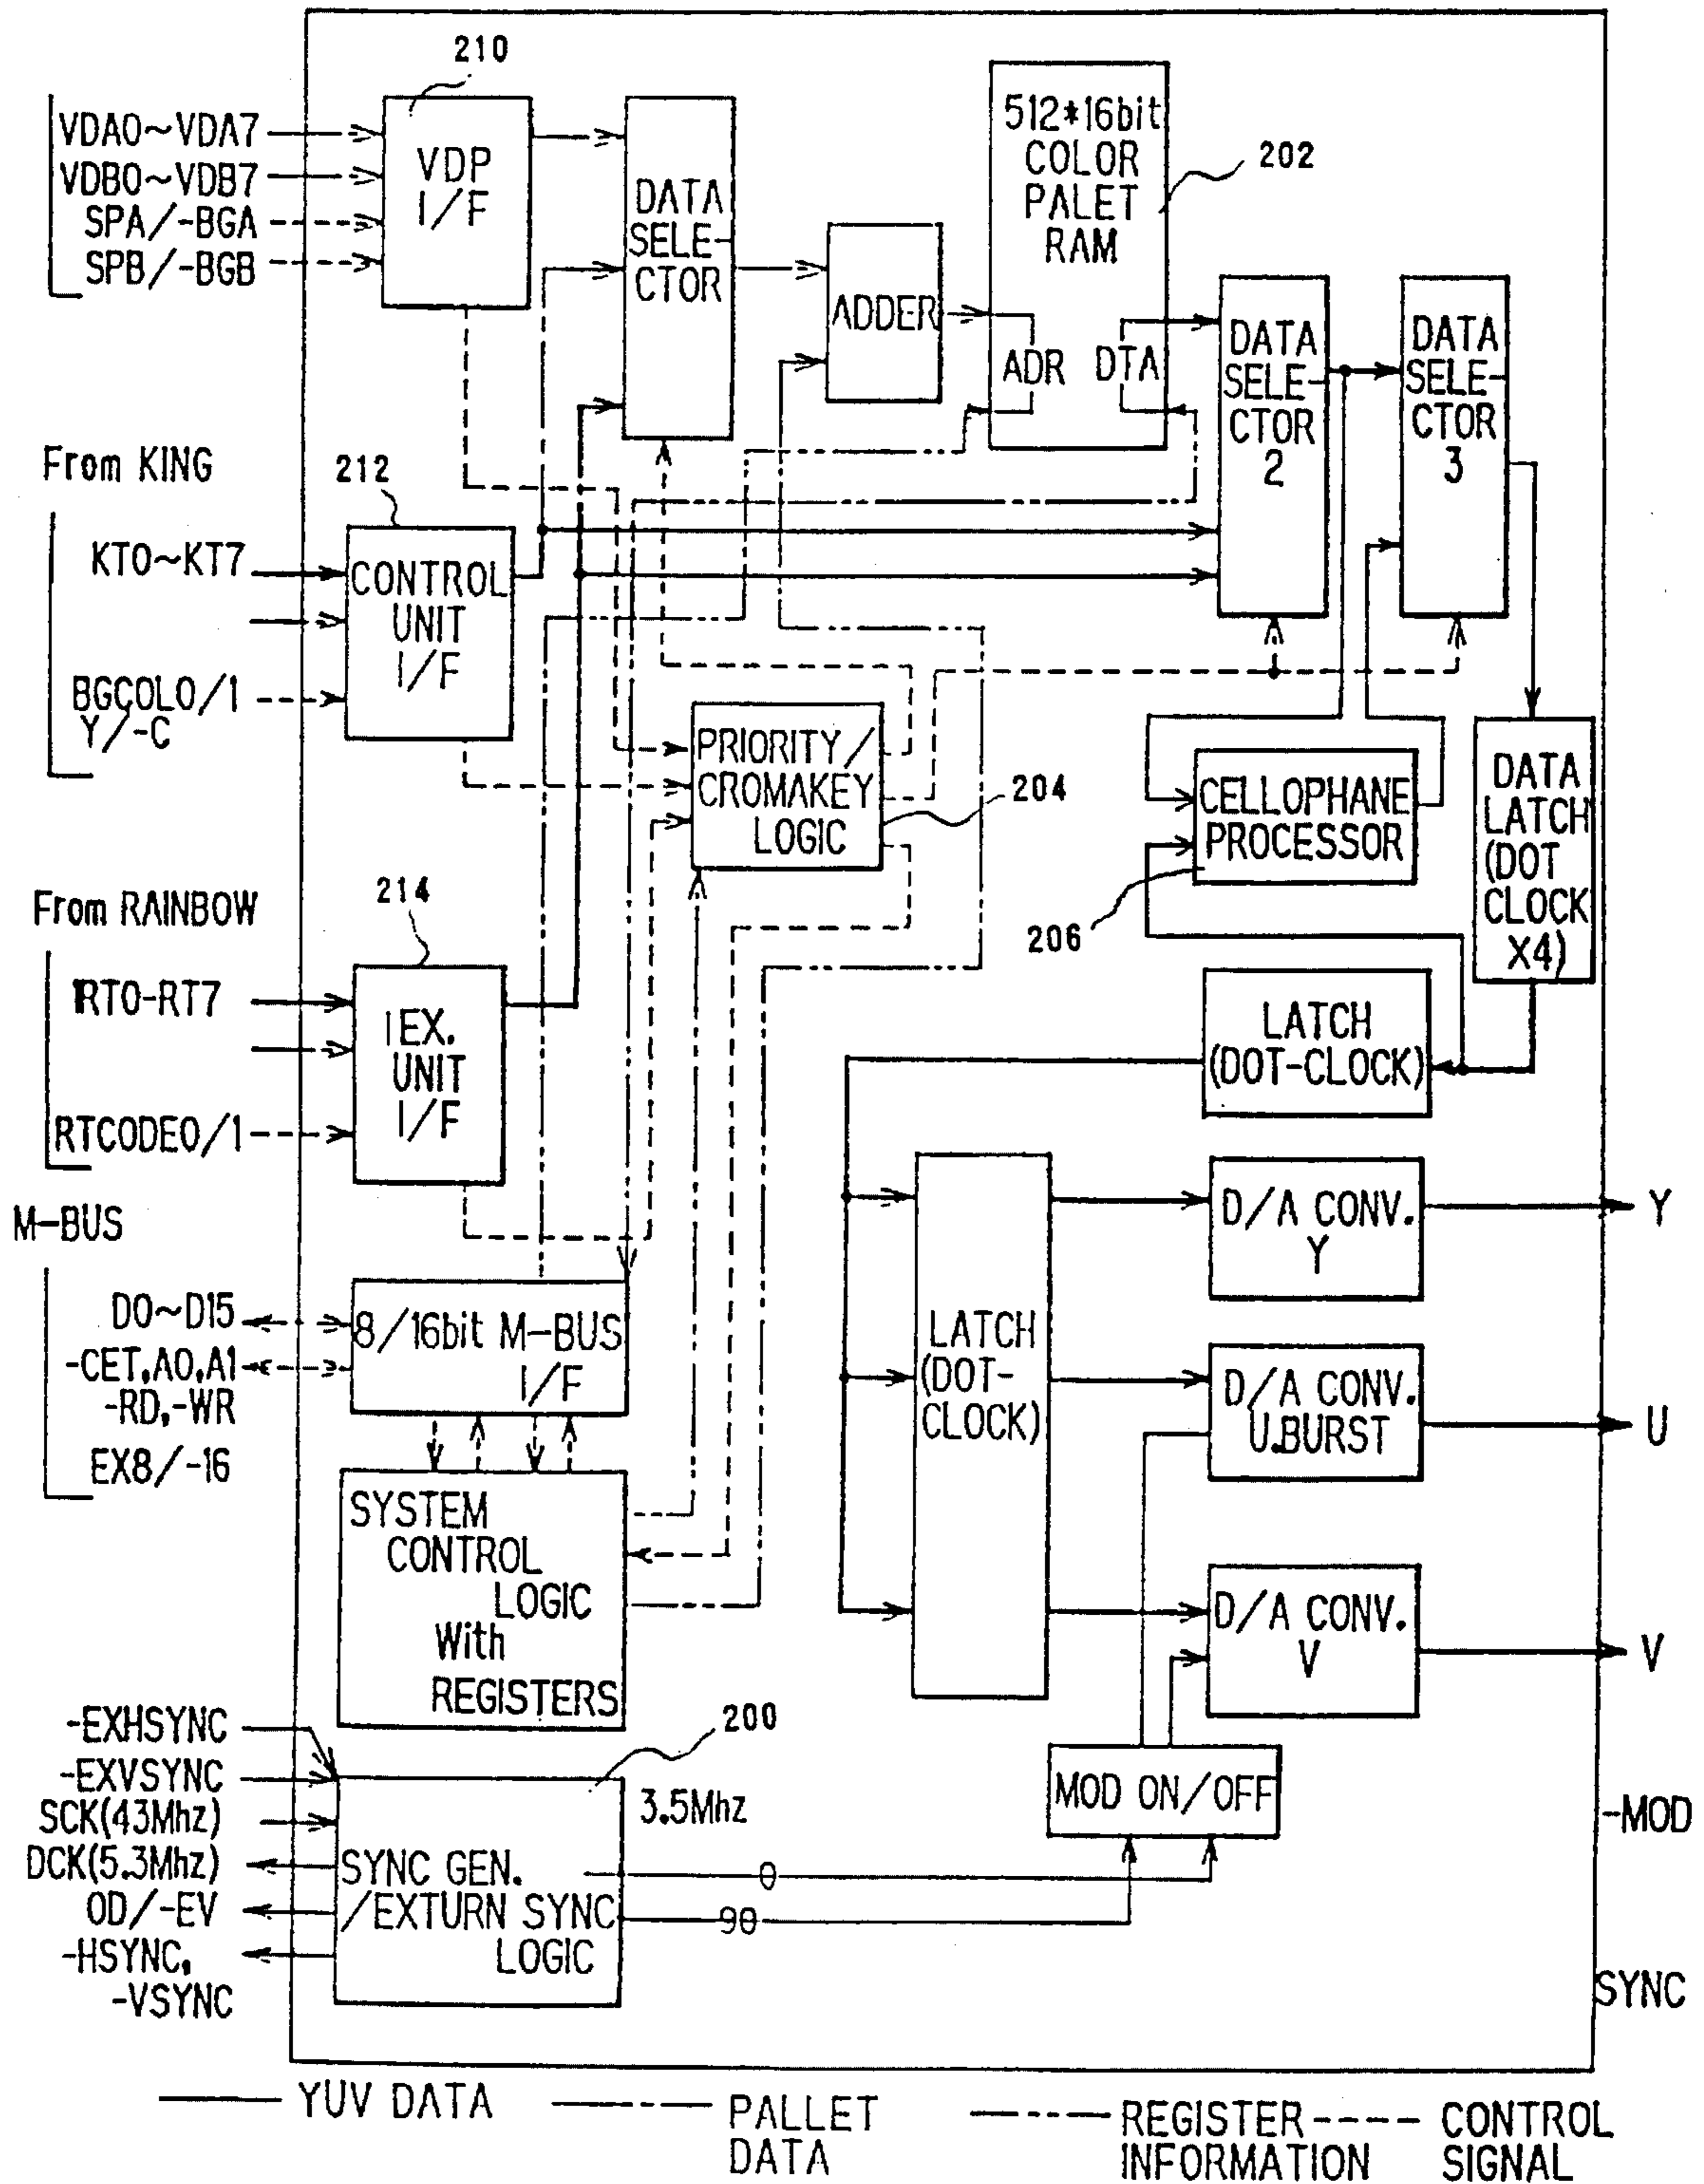 210
VDA0~VDA7
VDB0~VDB7
SPA/-BGA
SPB/-BGB
VDP
I/F
DATA
SELE-
CTOR
ADDER
512*16bit
COLOR
PALET
RAM
ADR
DTA
202
DATA
SELE-
CTOR
2
DATA
SELE-
CTOR
3
From KING
212
KT0~KT7
CONTROL
UNIT
I/F
BGCOL0/1
Y/-C
PRIORITY/
CROMAKEY
LOGIC
204
CELLOPHANE
PROCESSOR
206
DATA
LATCH
(DOT
CLOCK
X4)
From RAINBOW
214
RT0-RT7
EX.
UNIT
I/F
RTCODE0/1
LATCH
(DOT-CLOCK)
M-BUS
D0~D15
-CET,A0,A1
-RD,-WR
EX8/-16
8/16bit M-BUS
I/F
LATCH
(DOT-
CLOCK)
D/A CONV.
Y
Y
D/A CONV.
U.BURST
U
D/A CONV.
V
V
SYSTEM
CONTROL
LOGIC
With
REGISTERS
MOD ON/OFF
-MOD
-EXHSYNC
-EXVSYNC
SCK(43Mhz)
DCK(5.3Mhz)
OD/-EV
-HSYNC,
-VSYNC
200
3.5Mhz
SYNC GEN.
/EXTURN SYNC
LOGIC
0
90
SYNC
YUV DATA
PALLET
DATA
REGISTER
INFORMATION
CONTROL
SIGNAL